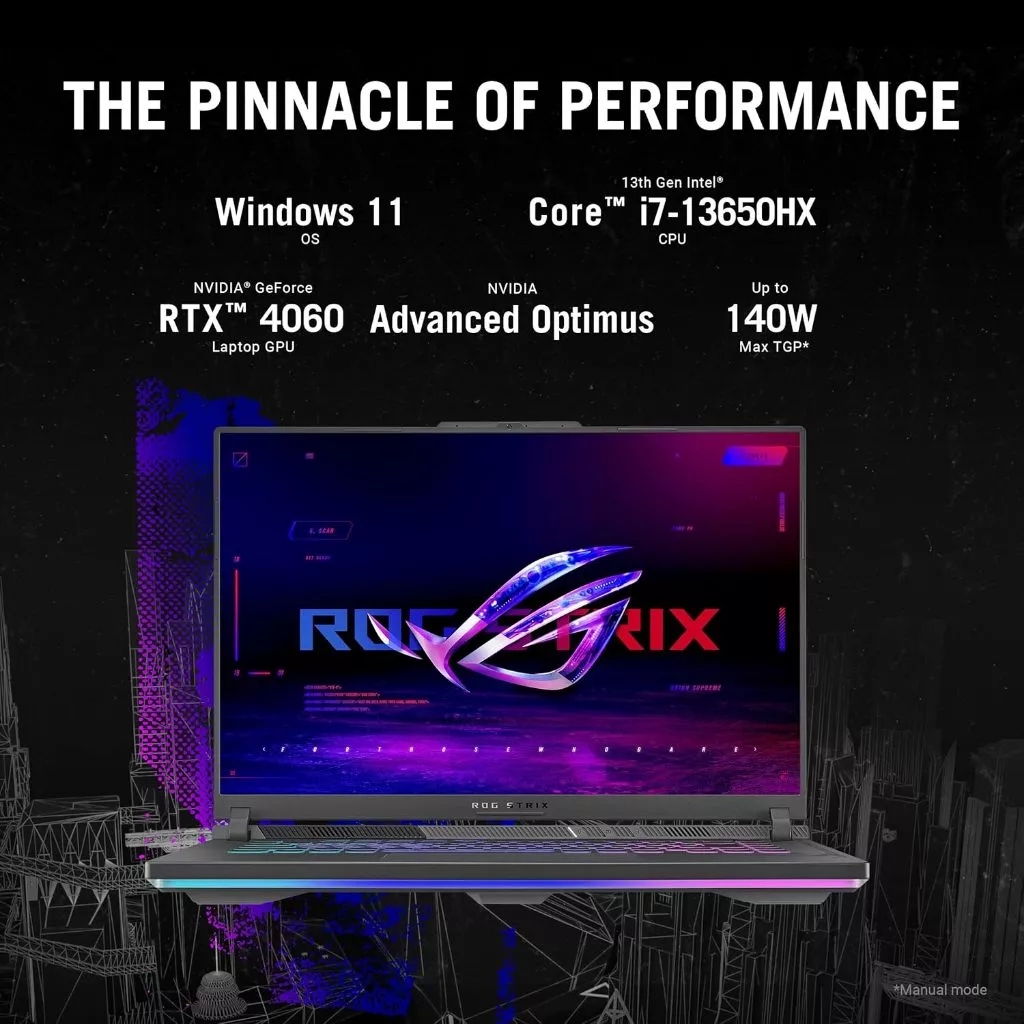 THE PINNACLE OF PERFORMANCE
Windows 11
OS
13th Gen Intel®
Core™ i7-13650HX
CPU
NVIDIA® GeForce
RTX™ 4060
Laptop GPU
NVIDIA
Advanced Optimus
Up to
140W
Max TGP*
ROG STRIX
< F O R T H O S E W H O D A R E >
ROG STRIX
*Manual mode